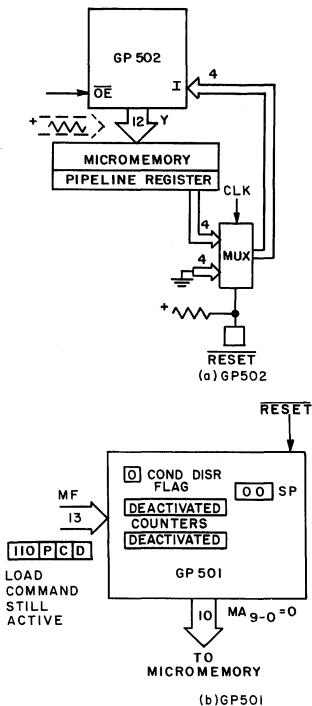 GP 502
4
I
OE
+
12
Y
MICROMEMORY
PIPELINE REGISTER
CLK
4
MUX
4
+
RESET
(a) GP502
RESET
0 COND DISR
FLAG
00 SP
MF
13
DEACTIVATED
COUNTERS
DEACTIVATED
110 P C D
GP 501
LOAD
COMMAND
STILL
ACTIVE
10
MA9-0=0
TO
MICROMEMORY
(b) GP501